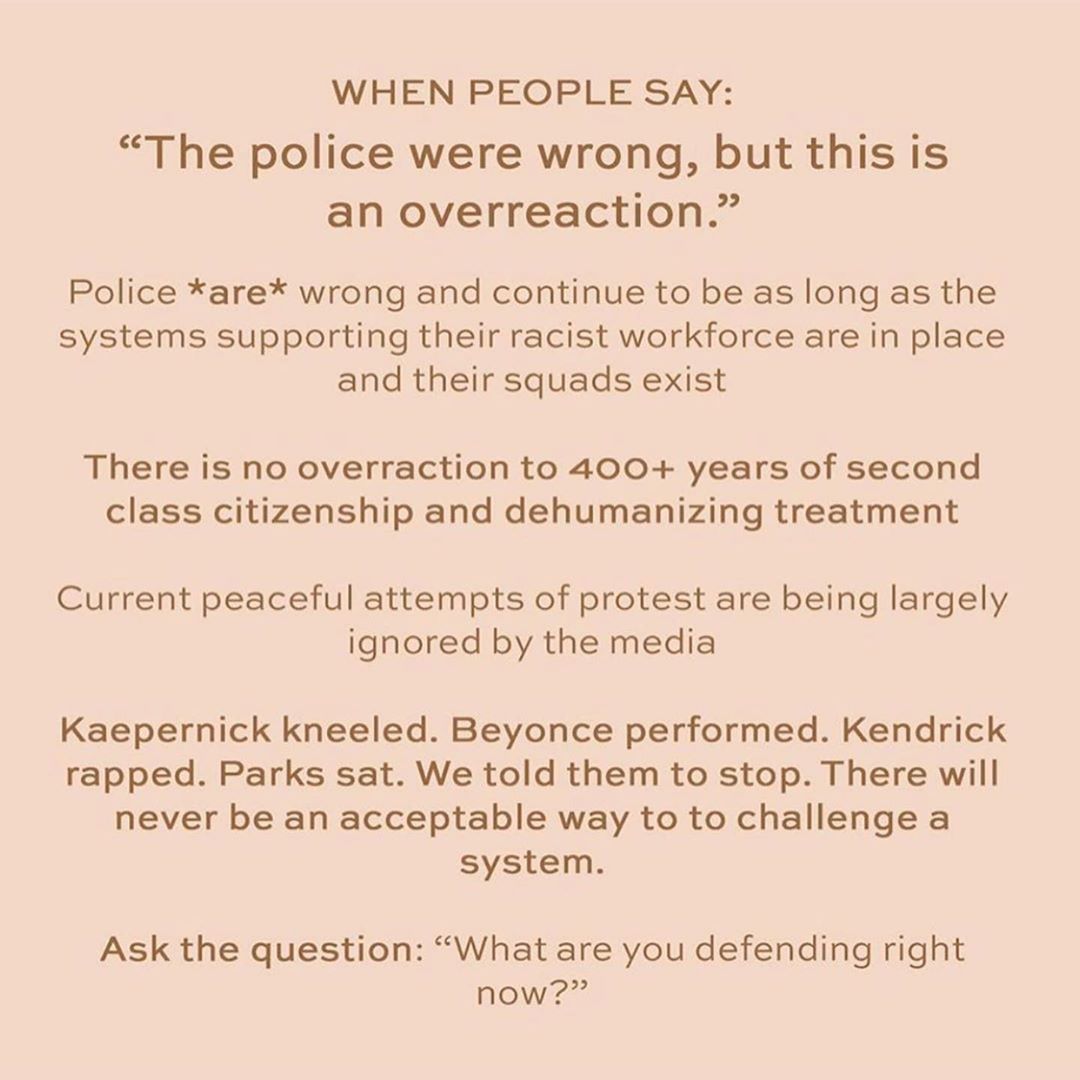 WHEN PEOPLE SAY:
“The police were wrong, but this is
an overreaction.”
Police *are* wrong and continue to be as long as the
systems supporting their racist workforce are in place
and their squads exist
There is no overraction to 400+ years of second
class citizenship and dehumanizing treatment
Current peaceful attempts of protest are being largely
ignored by the media
Kaepernick kneeled. Beyonce performed. Kendrick
rapped. Parks sat. We told them to stop. There will
never be an acceptable way to to challenge a
system.
Ask the question: “What are you defending right
now?”